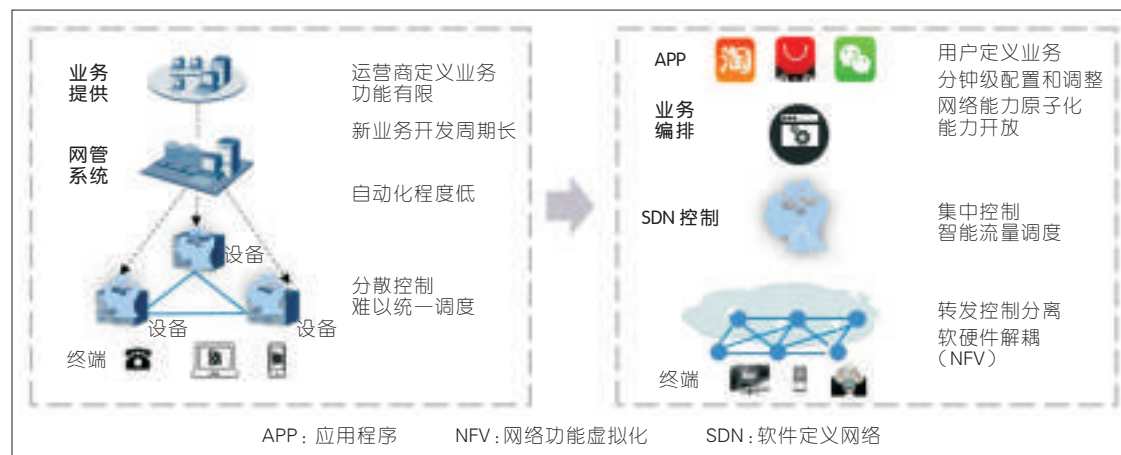 业务
提供
运营商定义业务
功能有限
新业务开发周期长
网管
系统
自动化程度低
设备
分散控制
难以统一调度
设备
设备
终端
APP
淘
用户定义业务
分钟级配置和调整
业务
编排
网络能力原子化
能力开放
SDN 控制
集中控制
智能流量调度
转发控制分离
软硬件解耦
（NFV）
终端
APP：应用程序 NFV：网络功能虚拟化 SDN：软件定义网络